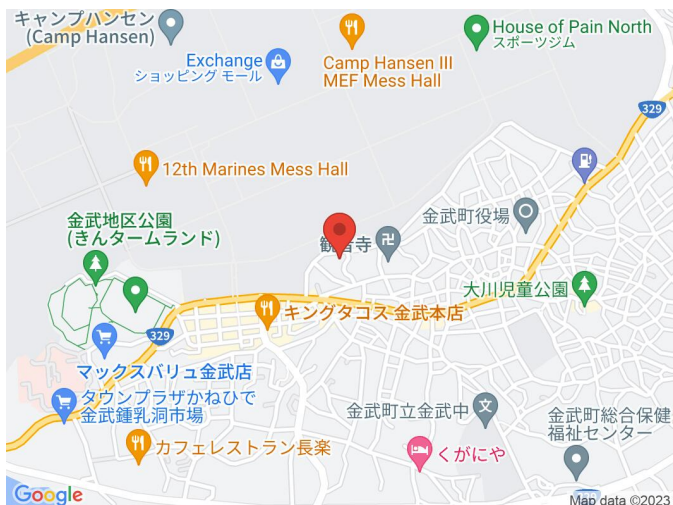 キャンプハンセン
(Camp Hansen)
House of Pain North
スポーツジム
Exchange
ショッピング モール
Camp Hansen III
MEF Mess Hall
329
12th Marines Mess Hall
金武地区公園
(きんタームランド)
金武町役場
観音寺
大川児童公園
キングタコス 金武本店
329
マックスバリュ金武店
タウンプラザかねひで
金武鍾乳洞市場
金武町立金武中
金武町総合保健
福祉センター
カフェレストラン長楽
くがにや
Google
Map data ©2023